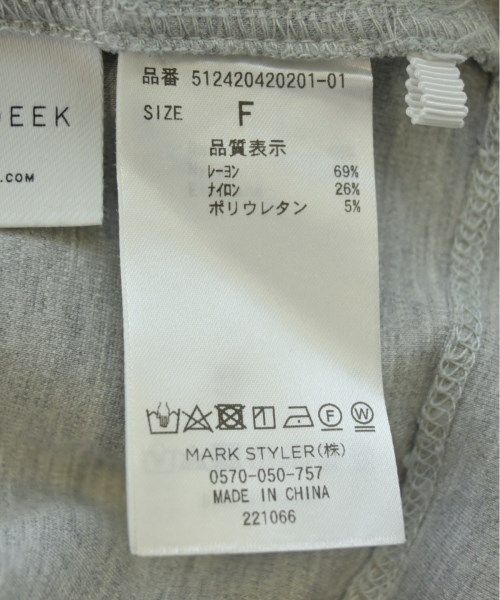 DEEK
.COM
品番 512420420201-01
SIZE F
品質表示
ﾚｰﾖﾝ 69%
ﾅｲﾛﾝ 26%
ポリウレタン 5%
MARK STYLER(株)
0570-050-757
MADE IN CHINA
221066